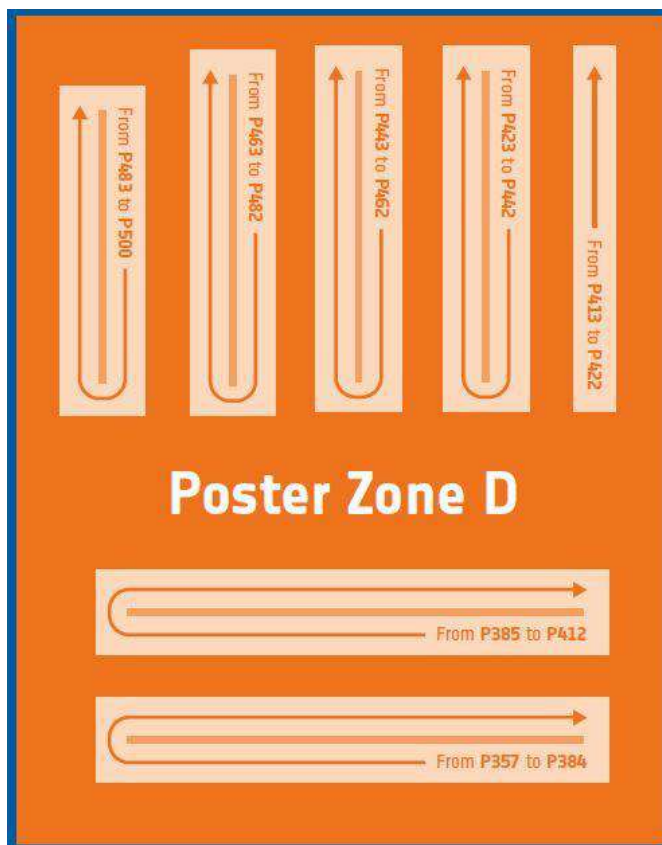 From P483 to P500
From P463 to P482
From P443 to P462
From P423 to P442
From P413 to P422
Poster Zone D
From P385 to P412
From P357 to P384